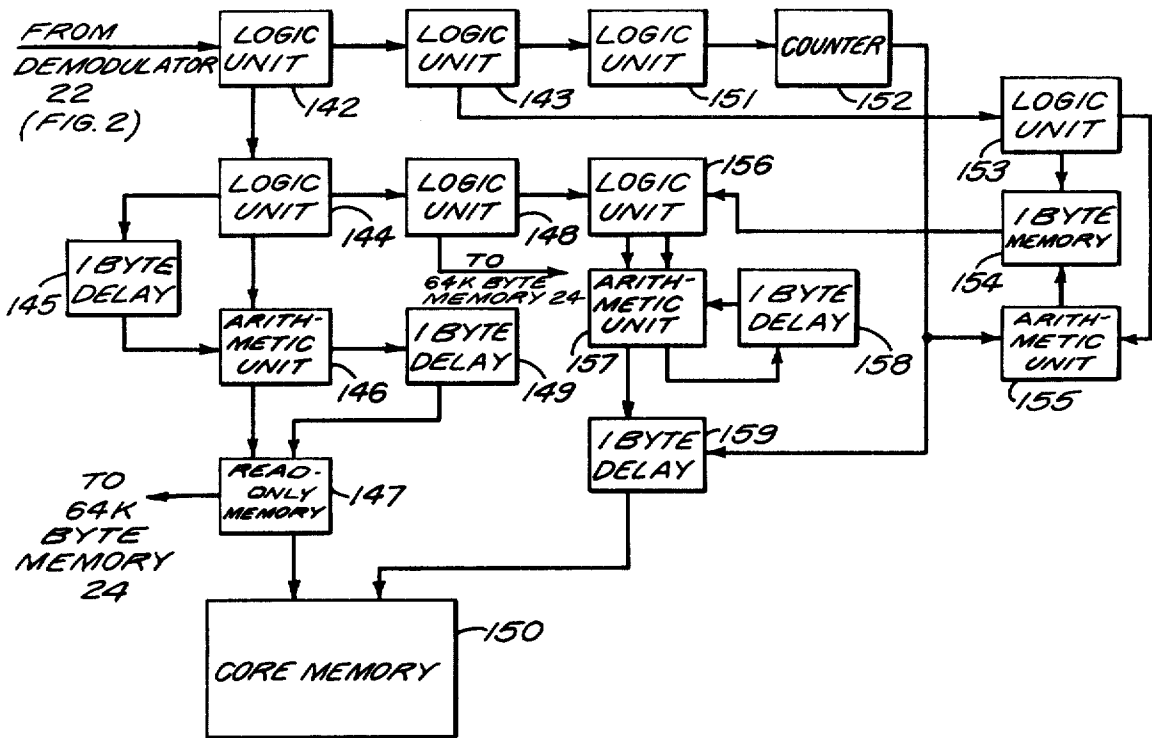 FROM
DEMODULATOR
22
(FIG. 2)
LOGIC
UNIT
142
LOGIC
UNIT
143
LOGIC
UNIT
151
COUNTER
152
LOGIC
UNIT
153
LOGIC
UNIT
144
LOGIC
UNIT
148
LOGIC
UNIT
156
1 BYTE
MEMORY
154
TO
64K BYTE
MEMORY 24
1 BYTE
DELAY
145
ARITH-
METIC
UNIT
146
1 BYTE
DELAY
149
ARITH-
METIC
UNIT
157
1 BYTE
DELAY
158
ARITH-
METIC
UNIT
155
1 BYTE
DELAY
159
READ-
ONLY
MEMORY
147
TO
64K
BYTE
MEMORY
24
CORE MEMORY
150